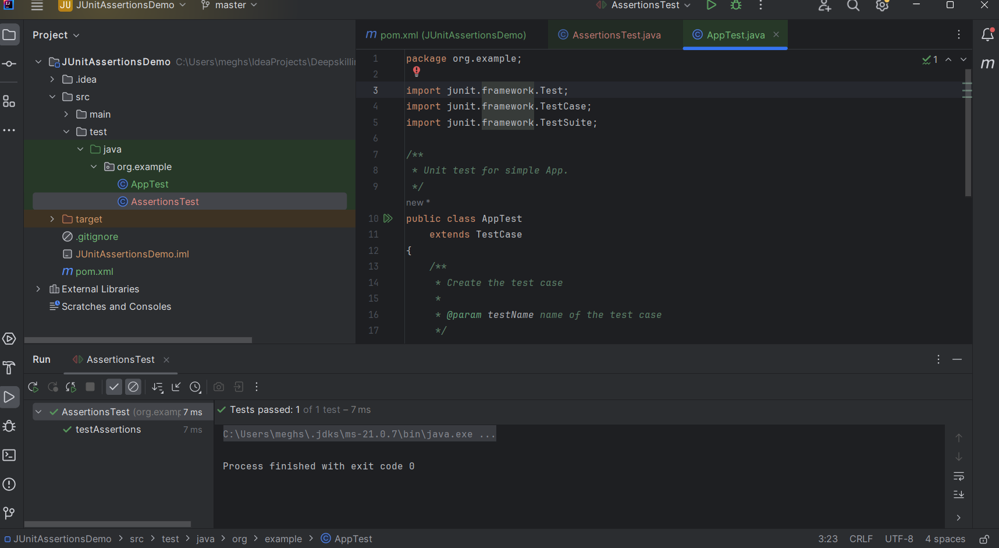 JU JUnitAssertionsDemo master AssertionsTest
Project
JUnitAssertionsDemo C:\Users\meghs\IdeaProjects\Deepskillin
.idea
src
main
test
java
org.example
AppTest
AssertionsTest
target
.gitignore
JUnitAssertionsDemo.iml
m pom.xml
External Libraries
Scratches and Consoles
m pom.xml (JUnitAssertionsDemo) AssertionsTest.java AppTest.java
1 package org.example;
2
3 import junit.framework.Test;
4 import junit.framework.TestCase;
5 import junit.framework.TestSuite;
6
7 /**
8 * Unit test for simple App.
9 */
new *
10 public class AppTest
11 extends TestCase
12 {
13 /**
14 * Create the test case
15 *
16 * @param testName name of the test case
17 */
1
m
Run AssertionsTest
AssertionsTest (org.examp 7 ms
testAssertions 7 ms
Tests passed: 1 of 1 test – 7 ms
C:\Users\meghs\.jdks\ms-21.0.7\bin\java.exe ...
Process finished with exit code 0
JUnitAssertionsDemo > src > test > java > org > example > AppTest
3:23 CRLF UTF-8 4 spaces